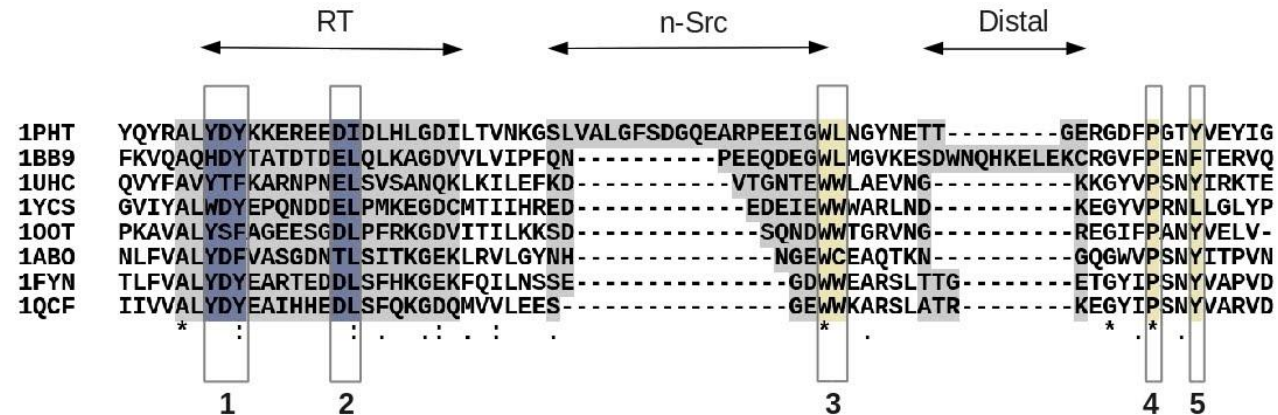 RT n-Src Distal
1PHT YQYRALYDYKKEREEDIDLHLGDILTVNKGSLVALGFSDGQEARPEEIGWLNGYNETT--------GERGDFPGTYVEYIG
1BB9 FKVQAQHDYTATDTDELQLKAGDVVLVIPFQN----------PEEQDEGWLMGVKESDWNQHKELEKCRGVFPENFTERVQ
1UHC QVYFAVYTFKARNPNELSVSANQKLKILEFKD-----------VTGNTEWWLAEVNG----------KKGYVPSNYIRKTE
1YCS GVIYALWDYEPQNDDELPMKEGDCMTIIHRED------------EDEIEWWWARLND----------KEGYVPRNLLGLYP
1OOT PKAVALYSFAGEESGDLPFRKGDVITILKKSD-------------SQNDWWTGRVNG----------REGIFPANYVELV-
1ABO NLFVALYDFVASGDNTLSITKGEKLRVLGYNH--------------NGEWCEAQTKN----------GQGWVPSNYITPVN
1FYN TLFVALYDYEARTEDDLSFHKGEKFQILNSSE---------------GDWWEARSLTTG--------ETGYIPSNYVAPVD
1QCF IIVVALYDYEAIHHEDLSFQKGDQMVVLEES----------------GEWWKARSLATR--------KEGYIPSNYVARVD
* : : . .: . : . * . * .* .
1 2 3 4 5